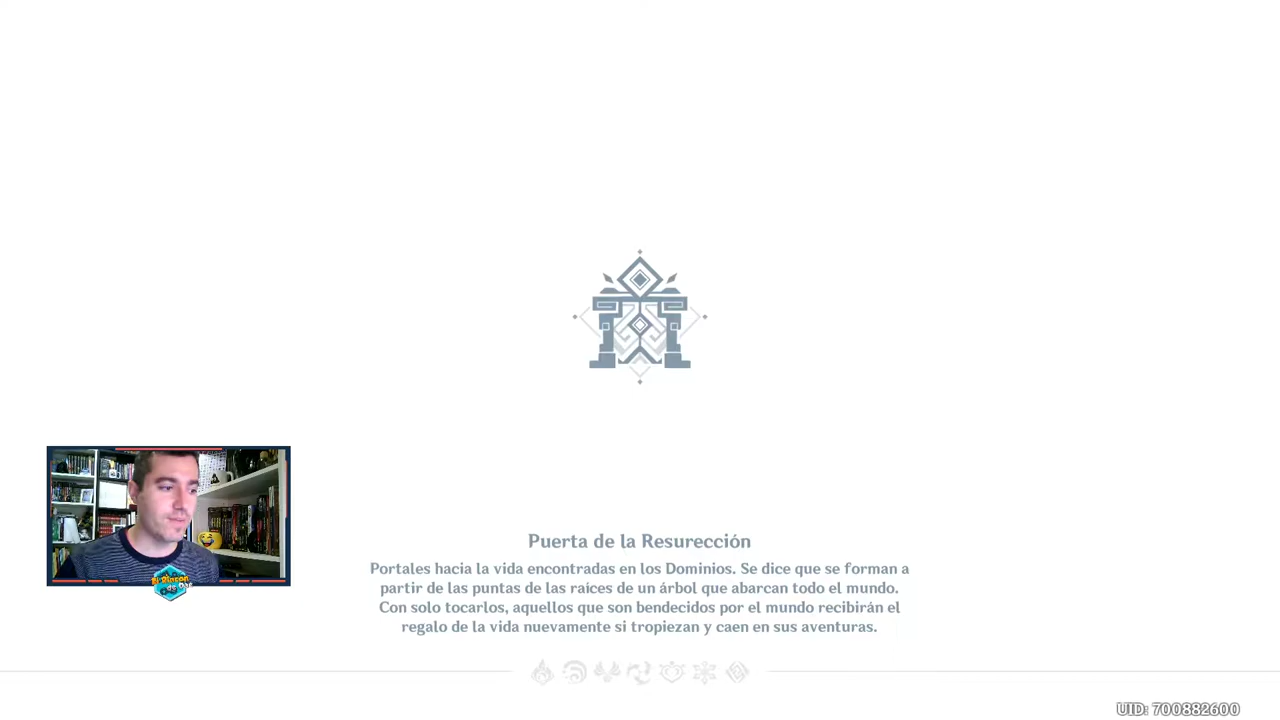 Puerta de la Resurección
Portales hacia la vida encontradas en los Dominios. Se dice que se forman a
partir de las puntas de las raíces de un árbol que abarcan todo el mundo.
Con solo tocarlos, aquellos que son bendecidos por el mundo recibirán el
regalo de la vida nuevamente si tropiezan y caen en sus aventuras.
El Rincón
UID: 700882600